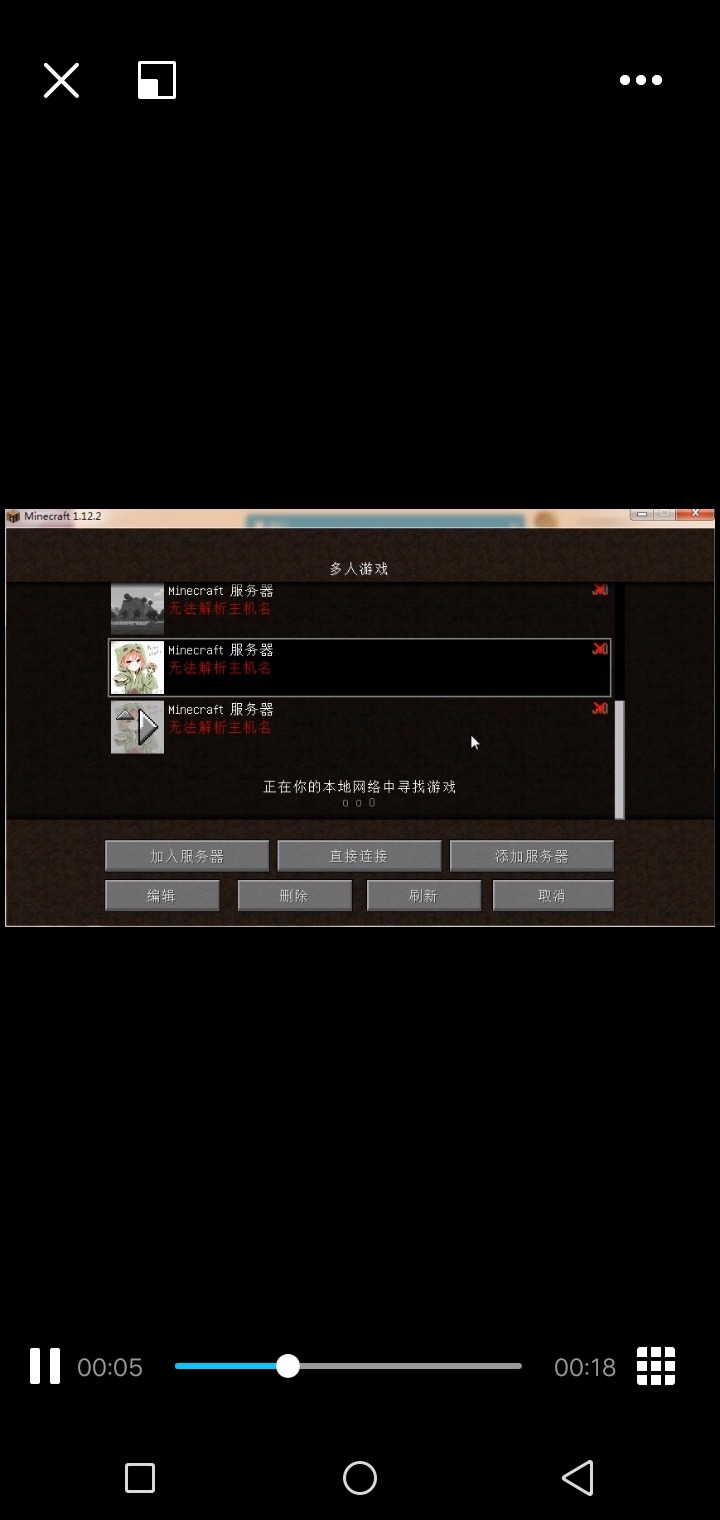 Minecraft 1.12.2
多人游戏
Minecraft 服务器
无法解析主机名
Minecraft 服务器
无法解析主机名
Minecraft 服务器
无法解析主机名
正在你的本地网络中寻找游戏
o o O
加入服务器
直接连接
添加服务器
编辑
删除
刷新
取消
00:05
00:18